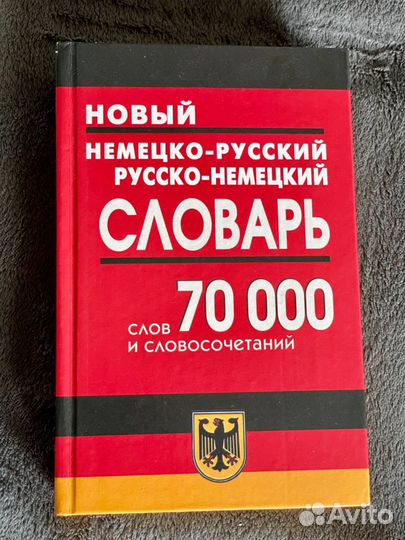 НОВЫЙ
НЕМЕЦКО-РУССКИЙ
РУССКО-НЕМЕЦКИЙ
СЛОВАРЬ
СЛОВ 70 000
И СЛОВОСОЧЕТАНИЙ
Avito